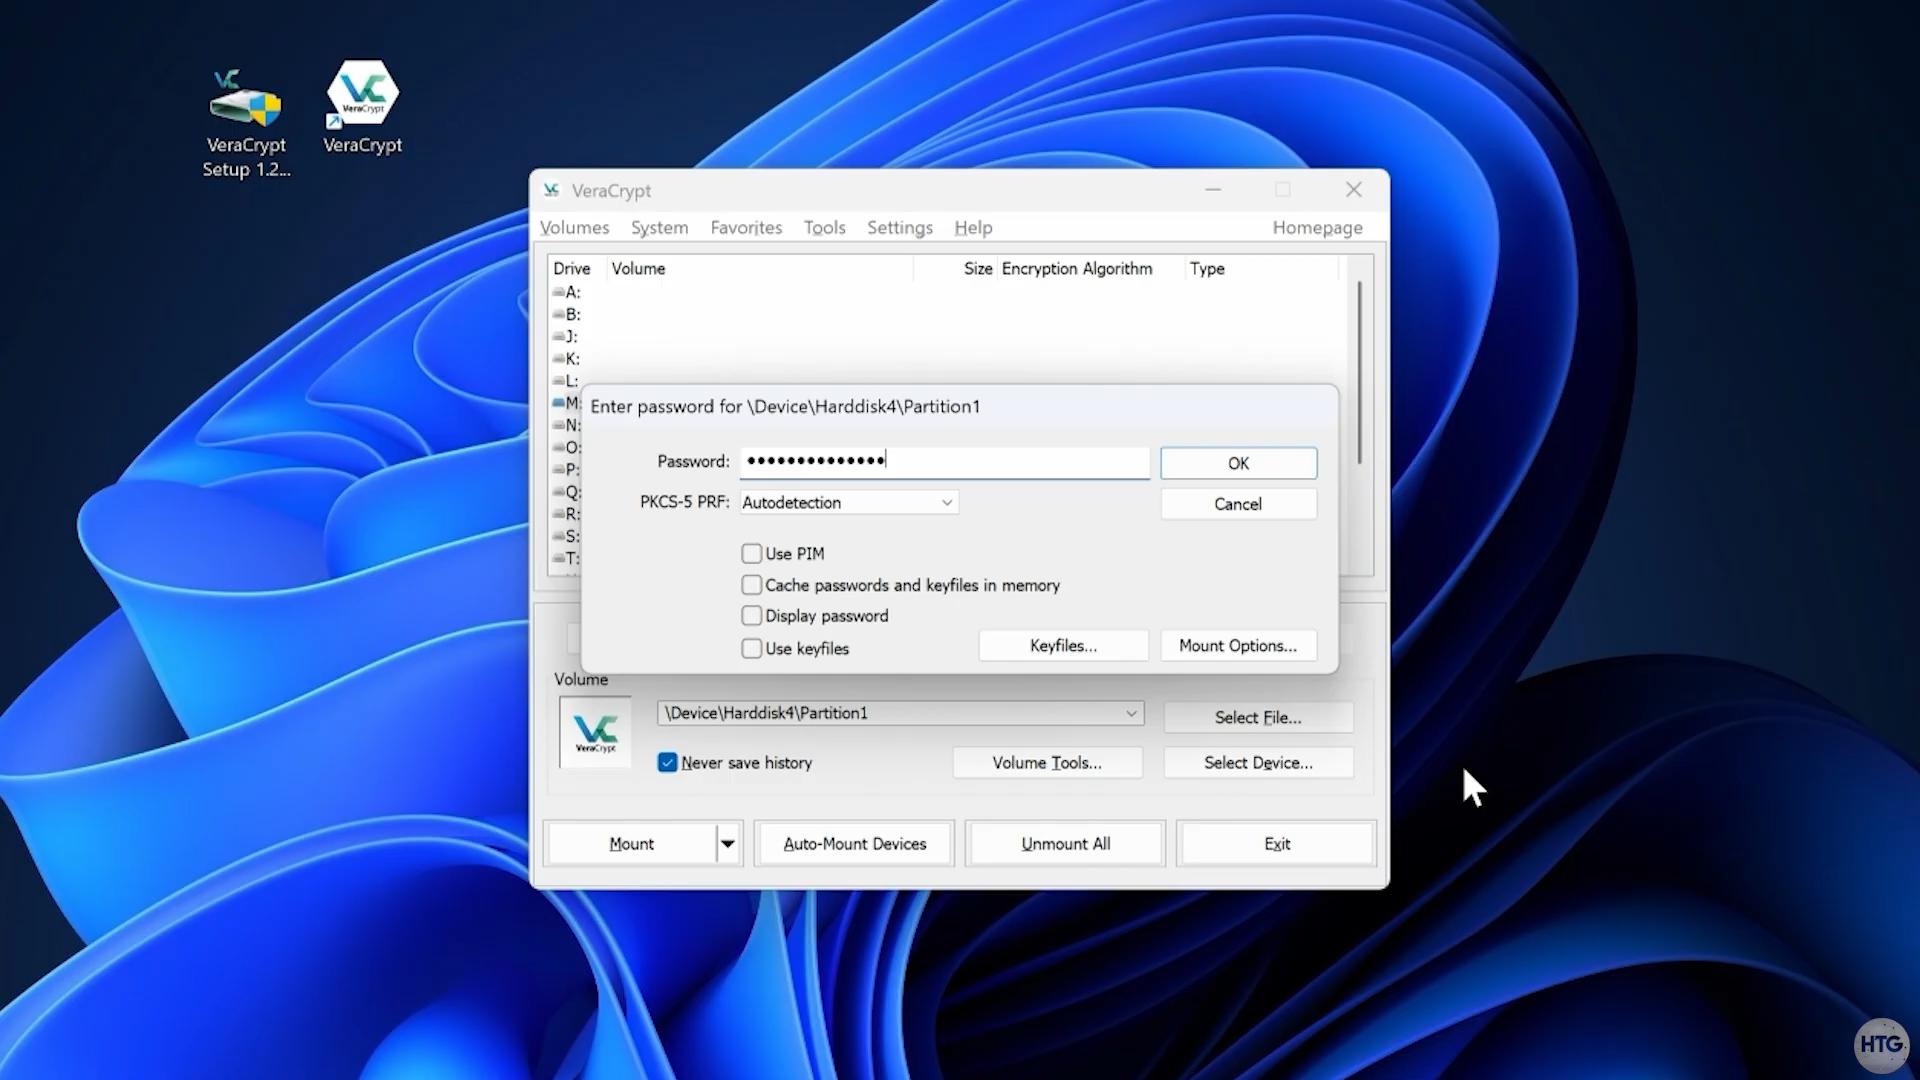 VeraCrypt
Setup 1.2...
VeraCrypt
VeraCrypt
VeraCrypt
Volumes System Favorites Tools Settings Help Homepage
Drive Volume Size Encryption Algorithm Type
A:
B:
J:
K:
L:
M:
N:
O:
P:
Q:
R:
S:
T:
Enter password for \Device\Harddisk4\Partition1
Password: ●●●●●●●●●●●●●● OK
PKCS-5 PRF: Autodetection Cancel
Use PIM
Cache passwords and keyfiles in memory
Display password
Use keyfiles Keyfiles... Mount Options...
Volume
VeraCrypt
\Device\Harddisk4\Partition1 Select File...
Never save history Volume Tools... Select Device...
Mount Auto-Mount Devices Unmount All Exit
HTG